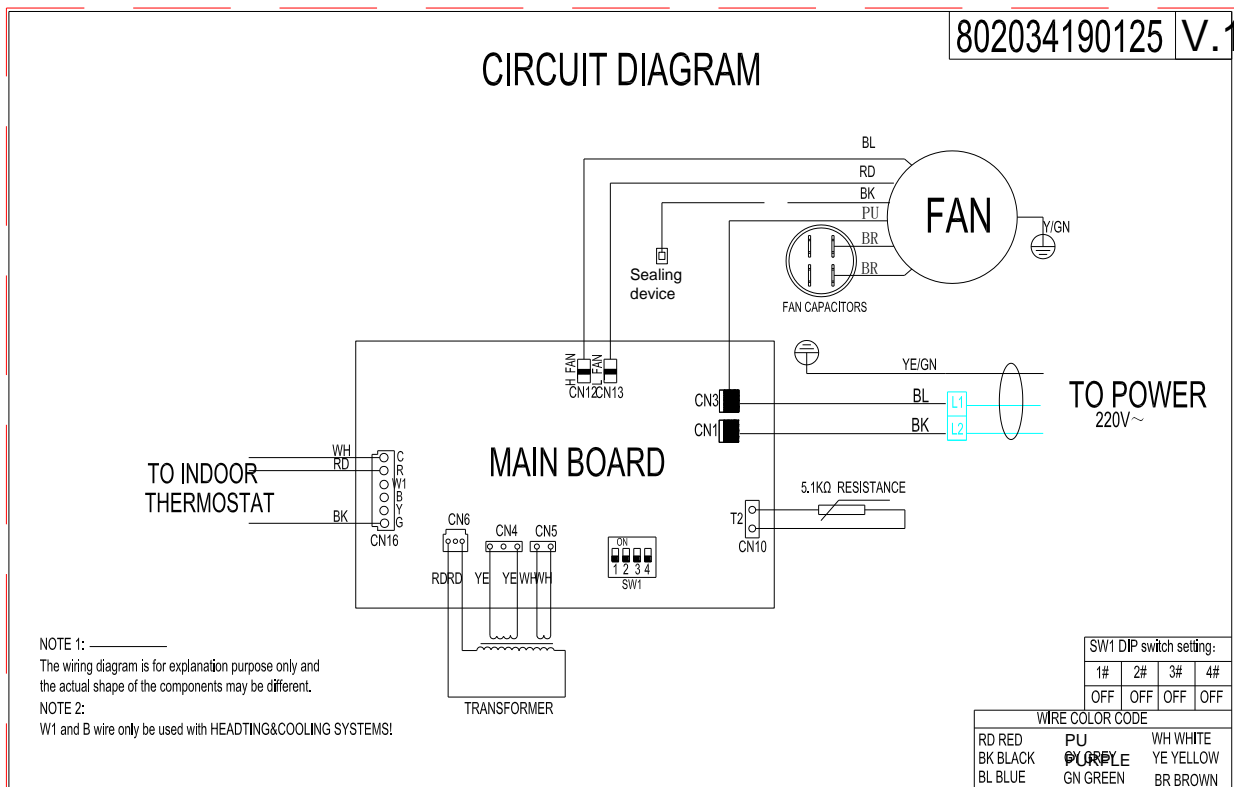 802034190125 V.1
CIRCUIT DIAGRAM
BL
RD
BK
PU
BR
BR
FAN
Y/GN
Sealing
device
FAN CAPACITORS
H FAN
L FAN
CN12
CN13
YE/GN
CN3
BL
L1
TO POWER
220V~
CN1
BK
L2
MAIN BOARD
TO INDOOR
THERMOSTAT
WH
RD
BK
C
R
W1
B
Y
G
CN16
5.1KΩ RESISTANCE
T2
CN10
CN6
CN4
CN5
ON
1 2 3 4
SW1
RD
RD
YE
YE
WH
WH
TRANSFORMER
NOTE 1:
The wiring diagram is for explanation purpose only and
the actual shape of the components may be different.
NOTE 2:
W1 and B wire only be used with HEADTING&COOLING SYSTEMS!
SW1 DIP switch setting:
1# 2# 3# 4#
OFF OFF OFF OFF
WIRE COLOR CODE
RD RED PU WH WHITE
BK BLACK PURPLE GY GREY YE YELLOW
BL BLUE GN GREEN BR BROWN